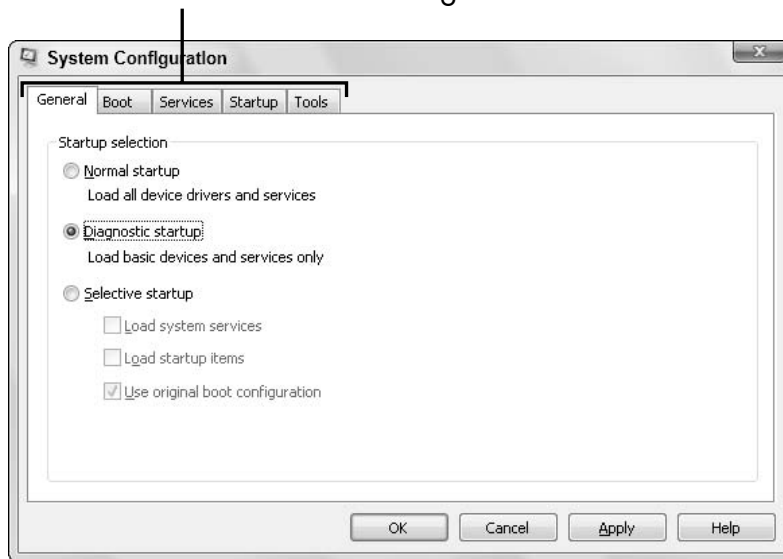 System Configuration
General Boot Services Startup Tools
Startup selection
Normal startup
Load all device drivers and services
Diagnostic startup
Load basic devices and services only
Selective startup
Load system services
Load startup items
Use original boot configuration
OK Cancel Apply Help